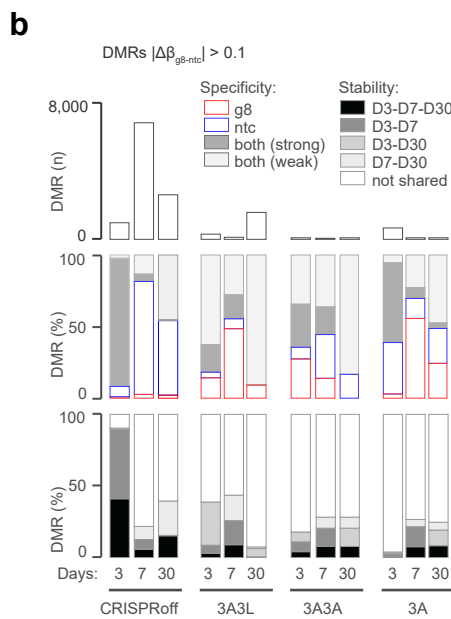 b
DMRs |Δβg8-ntc| > 0.1
Specificity:
g8
ntc
both (strong)
both (weak)
Stability:
D3-D7-D30
D3-D7
D3-D30
D7-D30
not shared
8,000
DMR (n)
0
100
DMR (%)
50
0
100
DMR (%)
50
0
Days: 3 7 30 3 7 30 3 7 30 3 7 30
CRISPRoff 3A3L 3A3A 3A